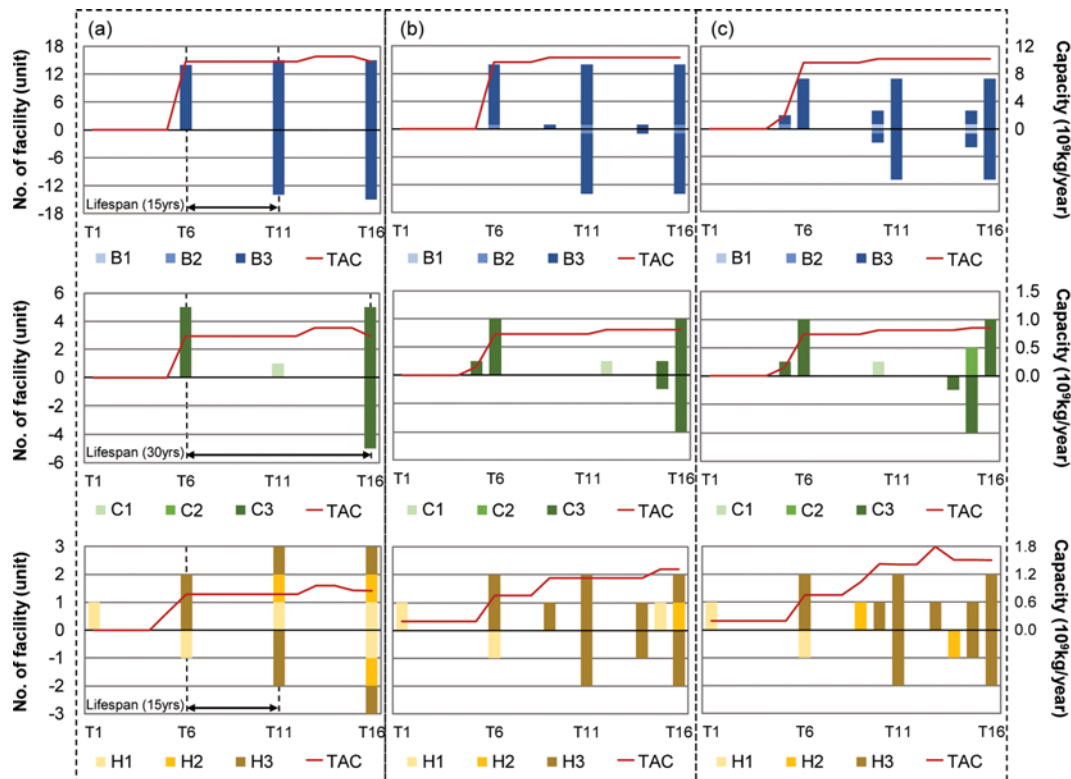 (a) (b) (c)
No. of facility (unit)
18
12
6
0
-6
-12
-18
Lifespan (15yrs)
12
8
4
0
Capacity (10⁹kg/year)
T1 T6 T11 T16 T1 T6 T11 T16 T1 T6 T11 T16
B1 B2 B3 TAC B1 B2 B3 TAC B1 B2 B3 TAC
No. of facility (unit)
6
4
2
0
-2
-4
-6
Lifespan (30yrs)
1.5
1.0
0.5
0.0
Capacity (10⁹kg/year)
T1 T6 T11 T16 T1 T6 T11 T16 T1 T6 T11 T16
C1 C2 C3 TAC C1 C2 C3 TAC C1 C2 C3 TAC
No. of facility (unit)
3
2
1
0
-1
-2
-3
Lifespan (15yrs)
1.8
1.2
0.6
0.0
Capacity (10⁹kg/year)
T1 T6 T11 T16 T1 T6 T11 T16 T1 T6 T11 T16
H1 H2 H3 TAC H1 H2 H3 TAC H1 H2 H3 TAC